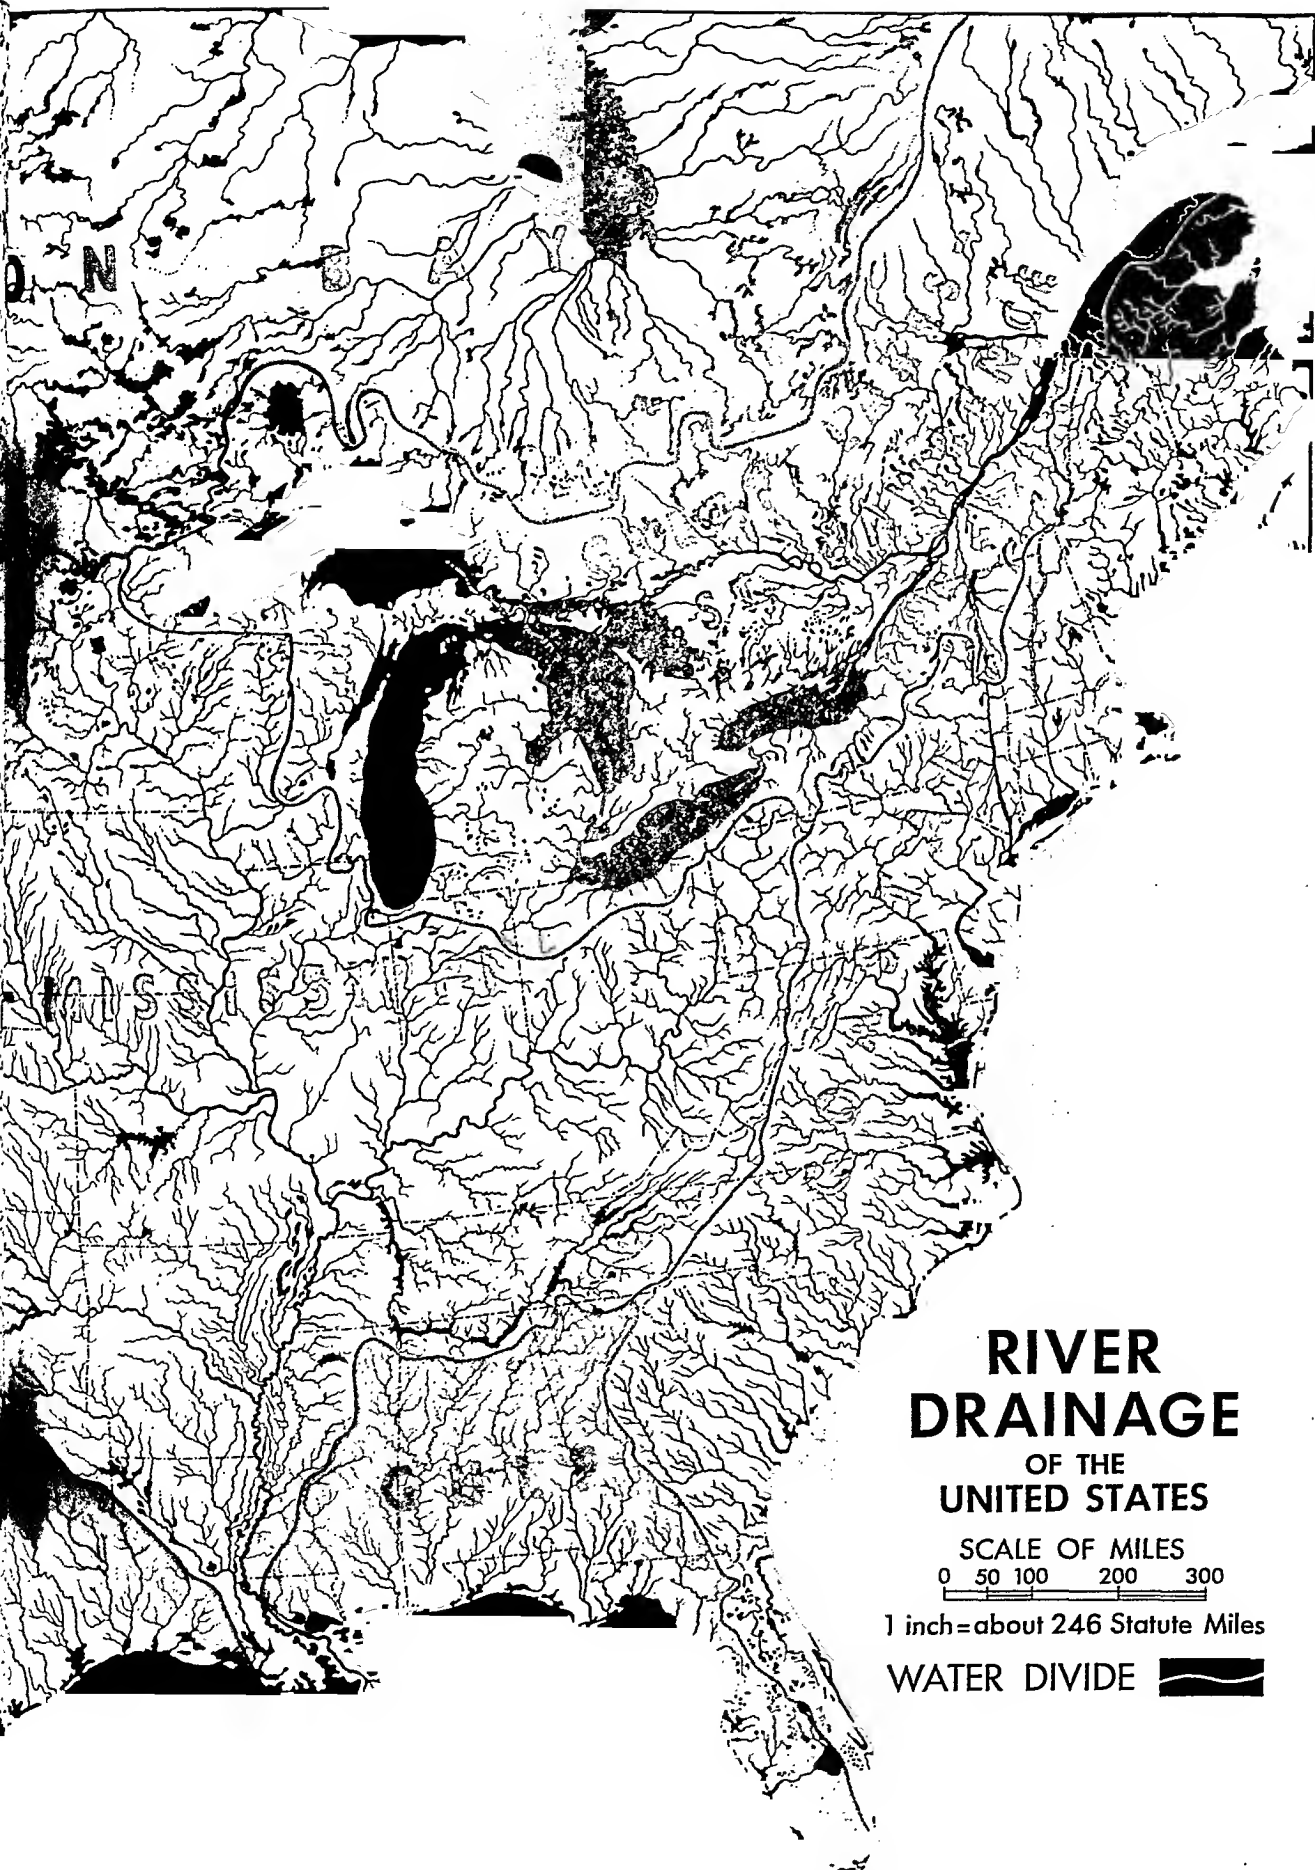 B A Y
MISSISS
RIVER
DRAINAGE
OF THE
UNITED STATES
SCALE OF MILES
0 50 100 200 300
1 inch=about 246 Statute Miles
WATER DIVIDE